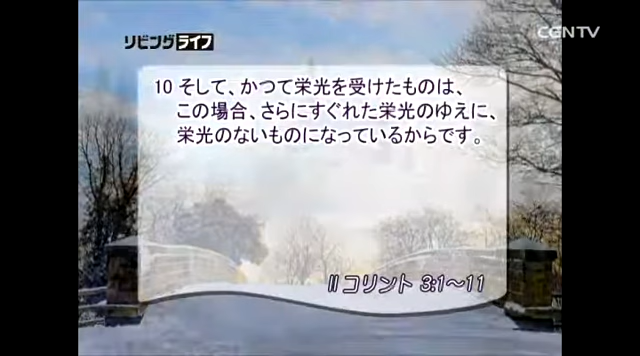 リビングライフ
CGNTV
10 そして、かつて栄光を受けたものは、
この場合、さらにすぐれた栄光のゆえに、
栄光のないものになっているからです。
Ⅱコリント 3:1~11